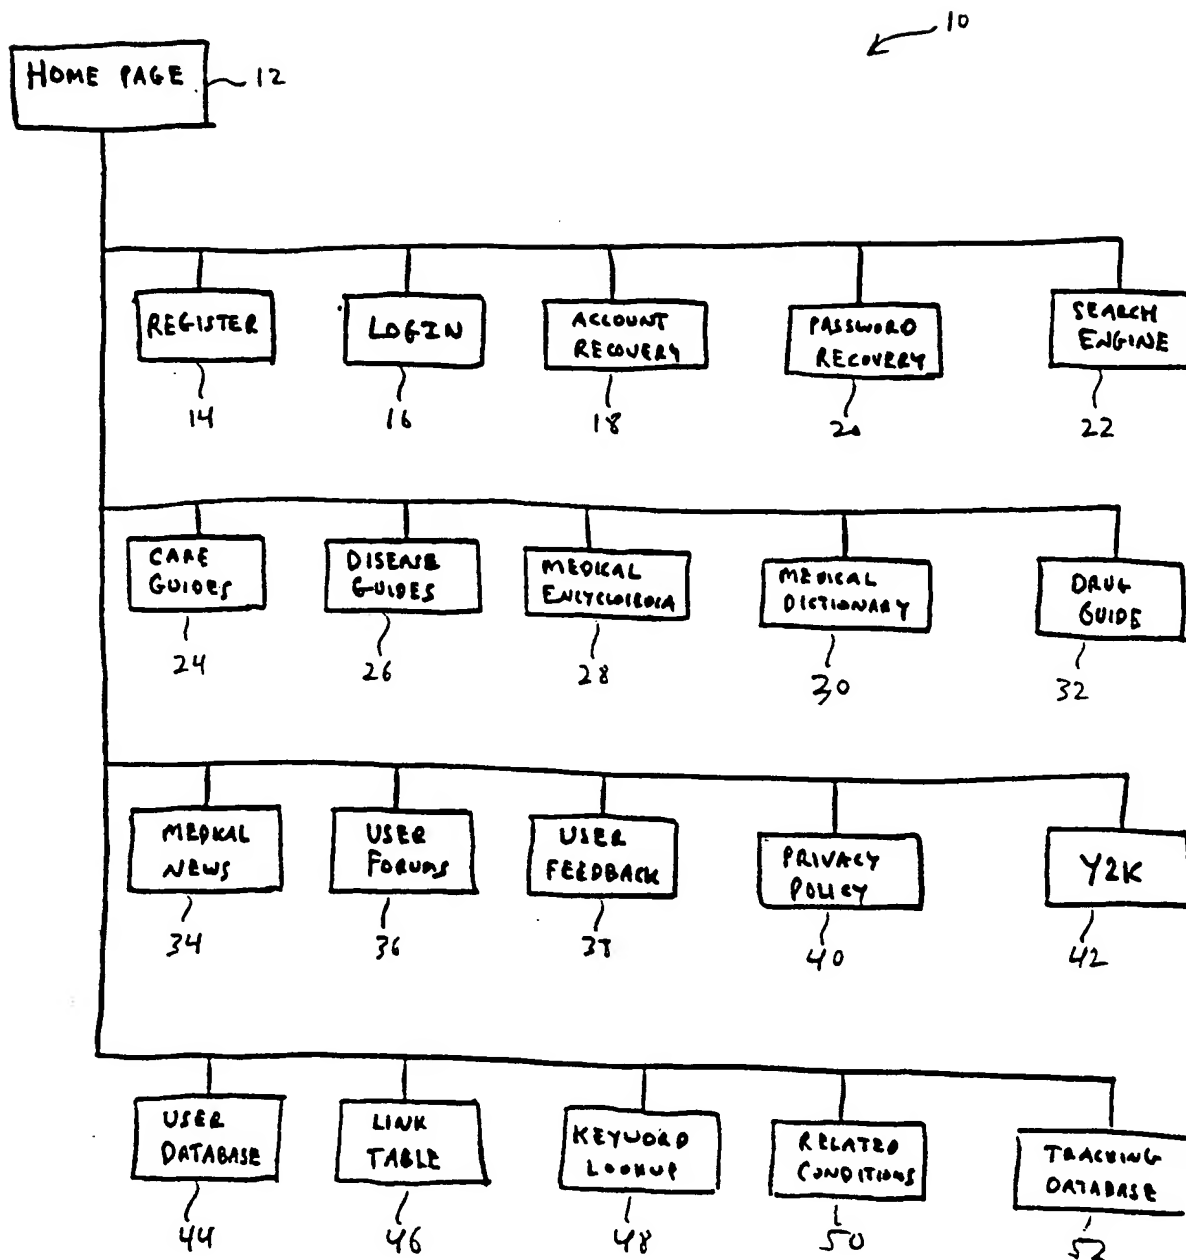 10
HOME PAGE
12
REGISTER
LOGIN
ACCOUNT
RECOVERY
PASSWORD
RECOVERY
SEARCH
ENGINE
14
16
18
20
22
CARE
GUIDES
DISEASE
GUIDES
MEDICAL
ENCYCLOPEDIA
MEDICAL
DICTIONARY
DRUG
GUIDE
24
26
28
30
32
MEDICAL
NEWS
USER
FORUMS
USER
FEEDBACK
PRIVACY
POLICY
Y2K
34
36
38
40
42
USER
DATABASE
LINK
TABLE
KEYWORD
LOOKUP
RELATED
CONDITIONS
TRACKING
DATABASE
44
46
48
50
52